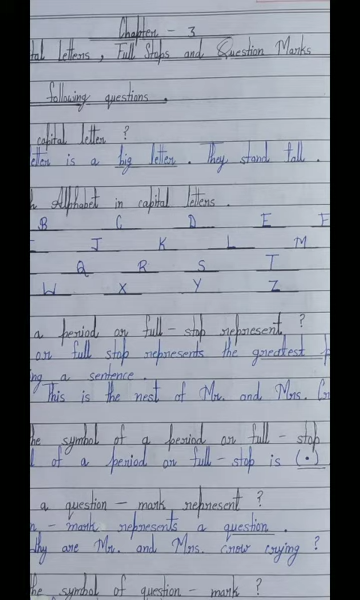 Chapter - 3
tal letters, Full Stops and Question Marks
following questions.
capital letter ?
etter is a big letter. They stand tall.
Alphabet in capital letters.
B C D E F
J K L M
Q R S T
W X Y Z
a period or full-stop represent ?
or full stop represents the greatest
ng a sentence.
This is the nest of Mr. and Mrs. Cr
he symbol of a period or full-stop
l of a period or full-stop is (.)
a question-mark represent ?
n-mark represents a question.
hy are Mr. and Mrs. crow crying ?
he symbol of question-mark ?